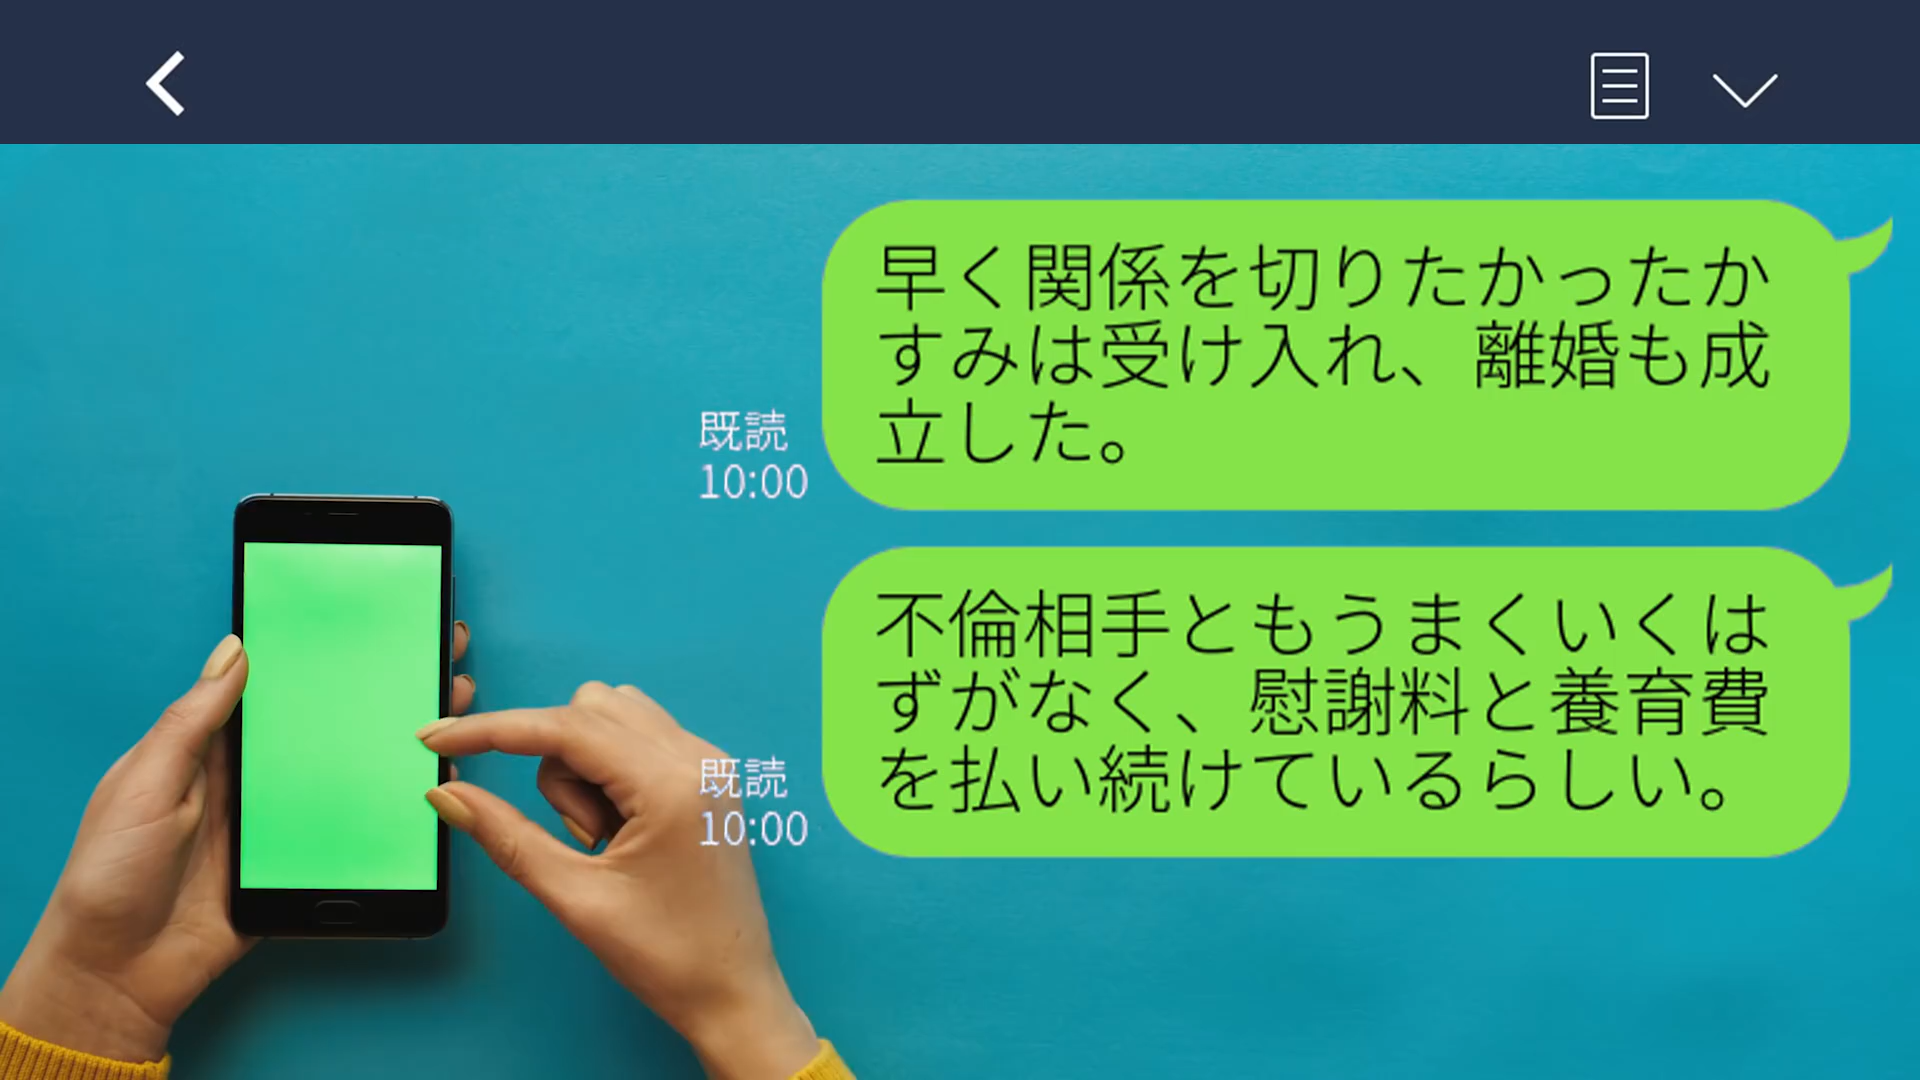 早く関係を切りたかったか
すみは受け入れ、離婚も成
立した。
既読
10:00
不倫相手ともうまくいくは
ずがなく、慰謝料と養育費
を払い続けているらしい。
既読
10:00